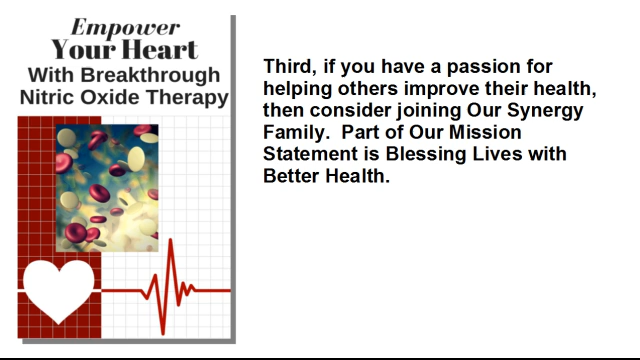 Empower
Your Heart
With Breakthrough
Nitric Oxide Therapy
Third, if you have a passion for
helping others improve their health,
then consider joining Our Synergy
Family.  Part of Our Mission
Statement is Blessing Lives with
Better Health.